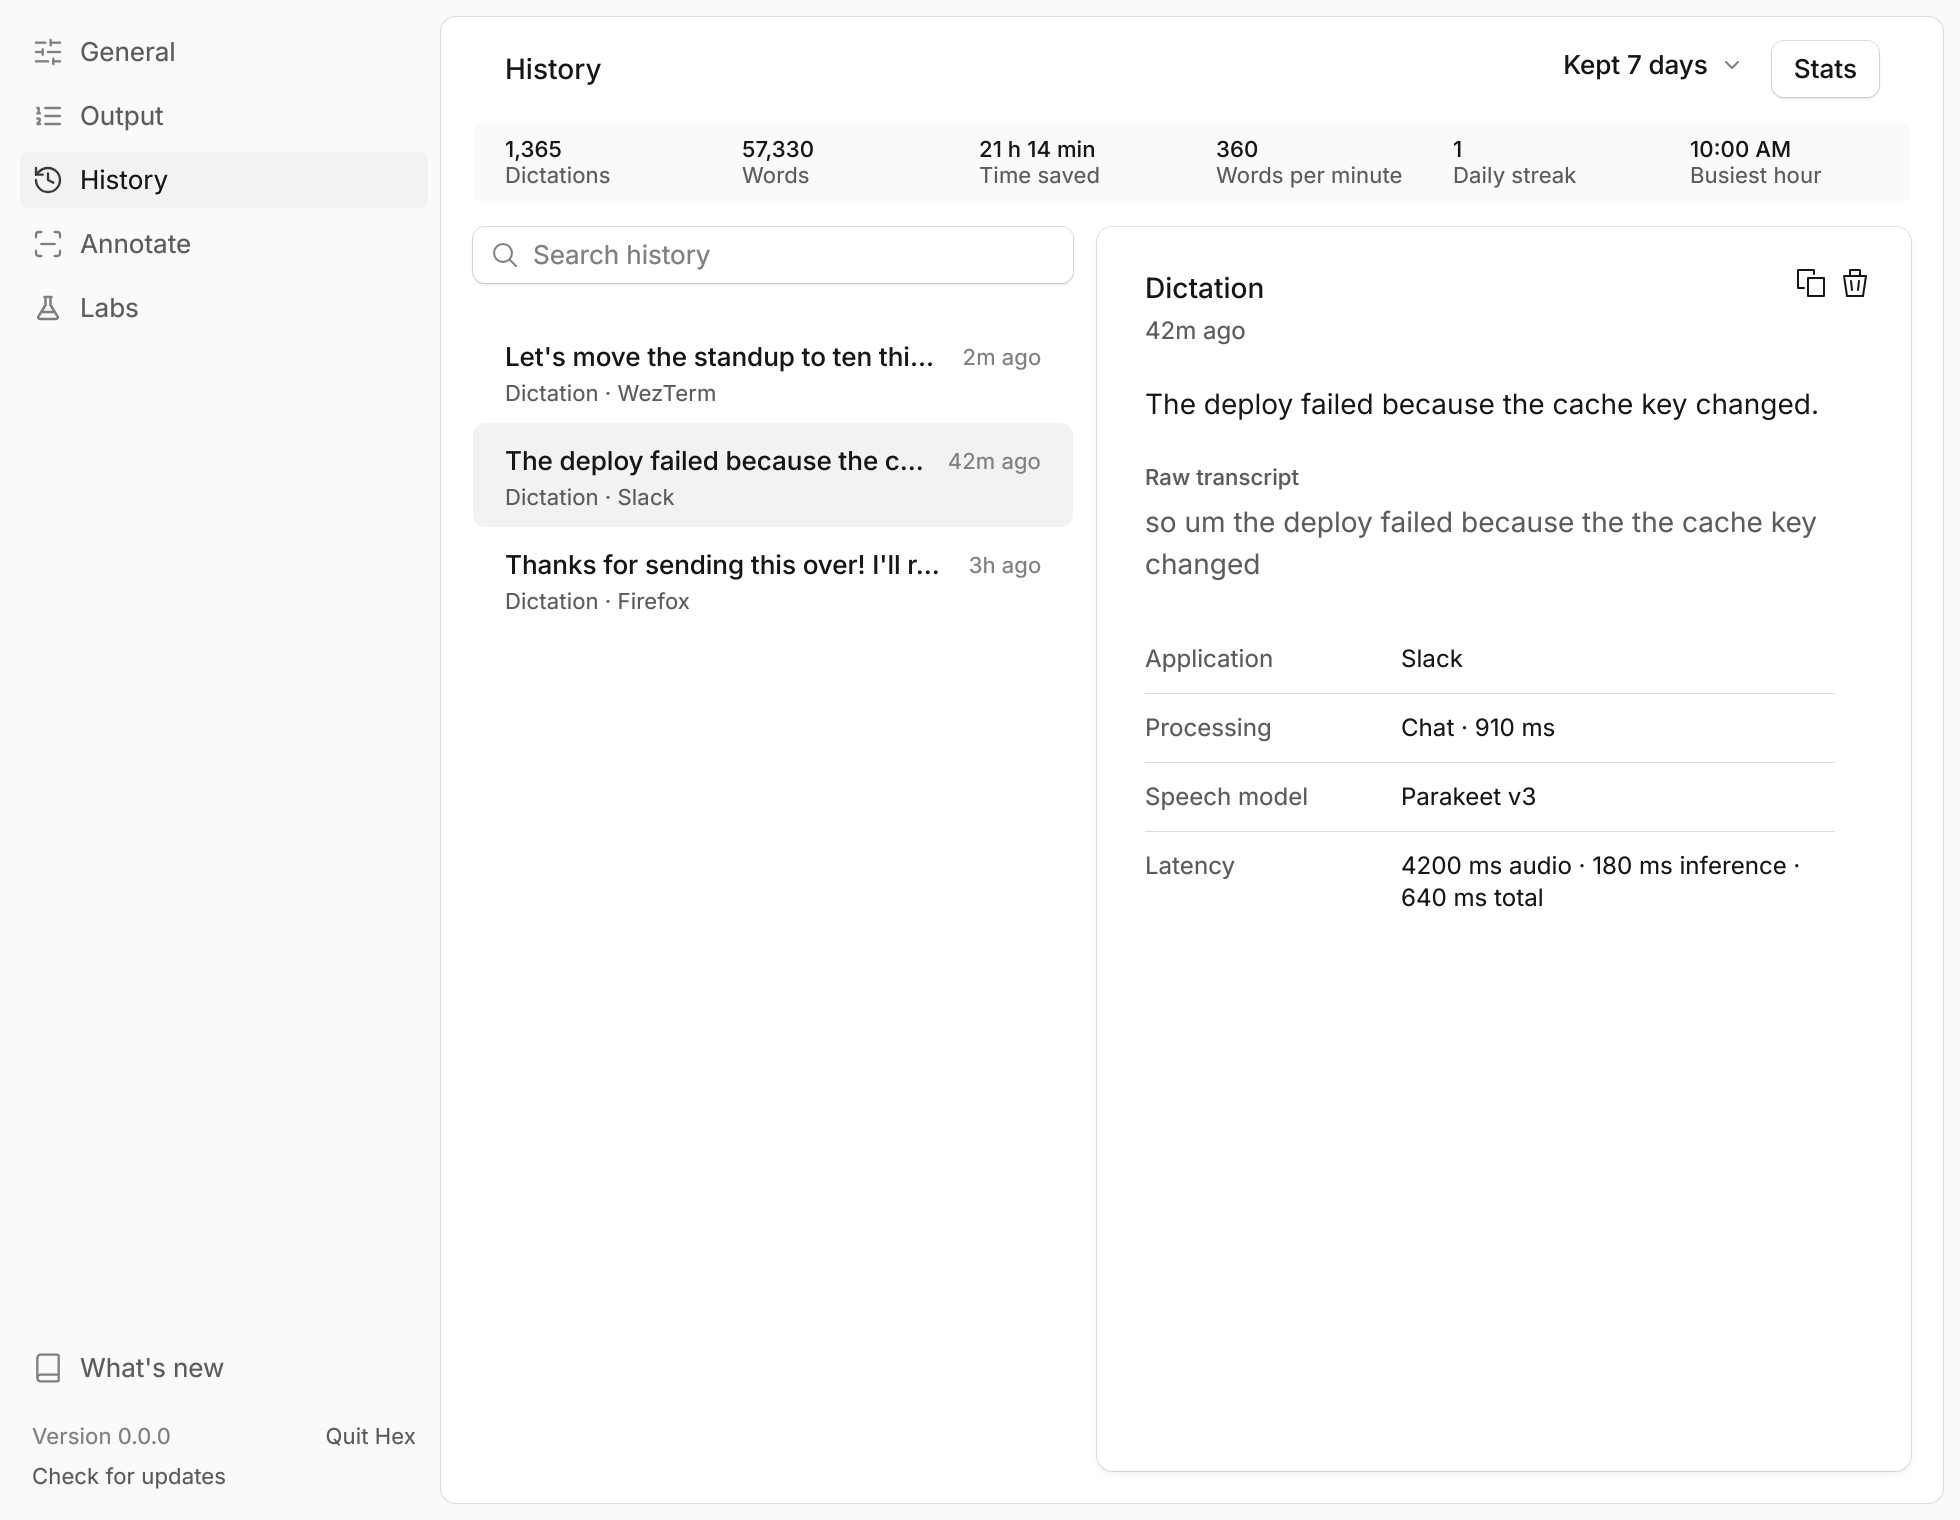 General
Output
History
Annotate
Labs
What's new
Version 0.0.0
Quit Hex
Check for updates
History
Kept 7 days
Stats
1,365
Dictations
57,330
Words
21 h 14 min
Time saved
360
Words per minute
1
Daily streak
10:00 AM
Busiest hour
Search history
Let's move the standup to ten thi...
2m ago
Dictation · WezTerm
The deploy failed because the c...
42m ago
Dictation · Slack
Thanks for sending this over! I'll r...
3h ago
Dictation · Firefox
Dictation
42m ago
The deploy failed because the cache key changed.
Raw transcript
so um the deploy failed because the the cache key
changed
Application
Slack
Processing
Chat · 910 ms
Speech model
Parakeet v3
Latency
4200 ms audio · 180 ms inference ·
640 ms total